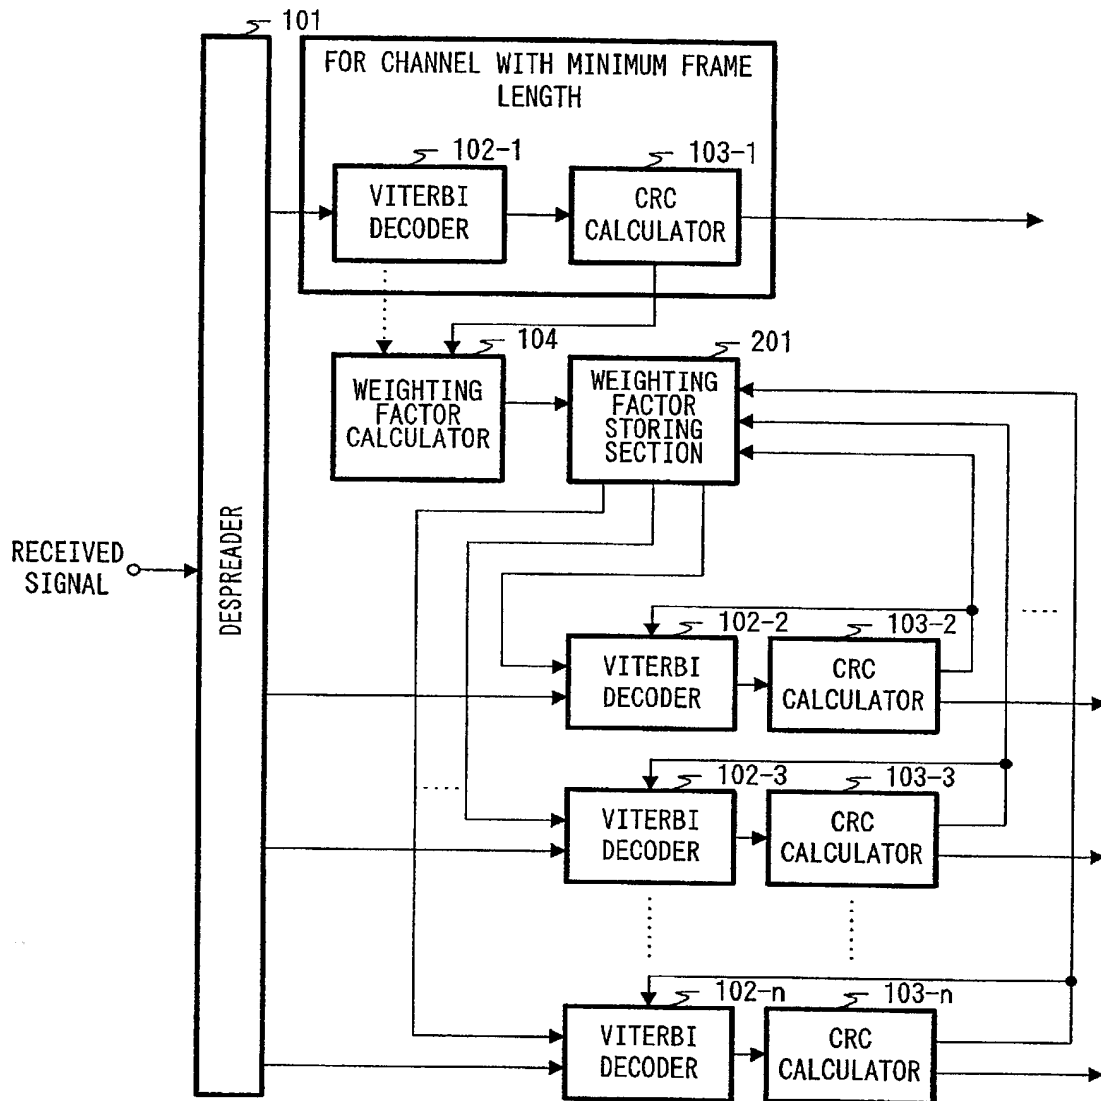 101
FOR CHANNEL WITH MINIMUM FRAME
LENGTH
102-1
103-1
VITERBI
DECODER
CRC
CALCULATOR
104
201
WEIGHTING
FACTOR
CALCULATOR
WEIGHTING
FACTOR
STORING
SECTION
RECEIVED
SIGNAL
DESPREADER
102-2
103-2
VITERBI
DECODER
CRC
CALCULATOR
102-3
103-3
VITERBI
DECODER
CRC
CALCULATOR
102-n
103-n
VITERBI
DECODER
CRC
CALCULATOR